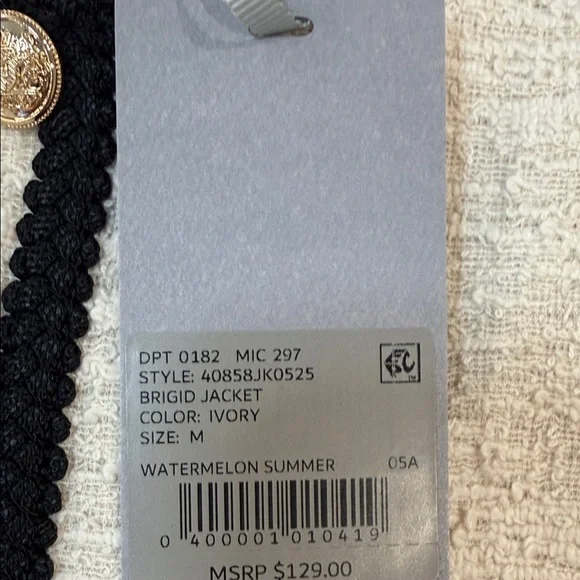 DPT 0182 MIC 297
STYLE: 40858JK0525
BRIGID JACKET
COLOR: IVORY
SIZE: M
WATERMELON SUMMER 05A
0 400001 010419
MSRP $129.00